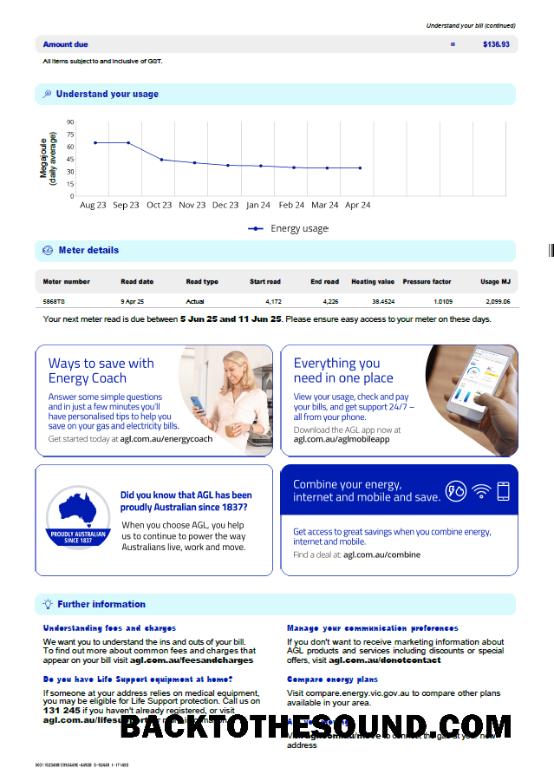 Understand your bill (continued)
Amount due = $136.93
All items subject to and inclusive of GST.
Understand your usage
Megajoule
(daily average)
90
75
60
45
30
15
0
Aug 23 Sep 23 Oct 23 Nov 23 Dec 23 Jan 24 Feb 24 Mar 24 Apr 24
Energy usage
Meter details
Meter number Read date Read type Start read End read Heating value Pressure factor Usage MJ
5868T8 9 Apr 25 Actual 4,172 4,226 38.4524 1.0109 2,099.06
Your next meter read is due between 5 Jun 25 and 11 Jun 25. Please ensure easy access to your meter on these days.
Ways to save with
Energy Coach
Answer some simple questions
and in just a few minutes you'll
have personalised tips to help you
save on your gas and electricity bills.
Get started today at agl.com.au/energycoach
Everything you
need in one place
View your usage, check and pay
your bills, and get support 24/7 –
all from your phone.
Download the AGL app now at
agl.com.au/aglmobileapp
PROUDLY AUSTRALIAN
SINCE 1837
Did you know that AGL has been
proudly Australian since 1837?
When you choose AGL, you help
us to continue to power the way
Australians live, work and move.
Combine your energy,
internet and mobile and save.
Get access to great savings when you combine energy,
internet and mobile.
Find a deal at: agl.com.au/combine
Further information
Understanding fees and charges
We want you to understand the ins and outs of your bill.
To find out more about common fees and charges that
appear on your bill visit agl.com.au/feesandcharges
Do you have Life Support equipment at home?
If someone at your address relies on medical equipment,
you may be eligible for Life Support protection. Call us on
131 245 if you haven't already registered, or visit
agl.com.au/lifesupport
Manage your communication preferences
If you don't want to receive marketing information about
AGL products and services including discounts or special
offers, visit agl.com.au/donotcontact
Compare energy plans
Visit compare.energy.vic.gov.au to compare other plans
available in your area.
address
BACKTOTHESOUND.COM